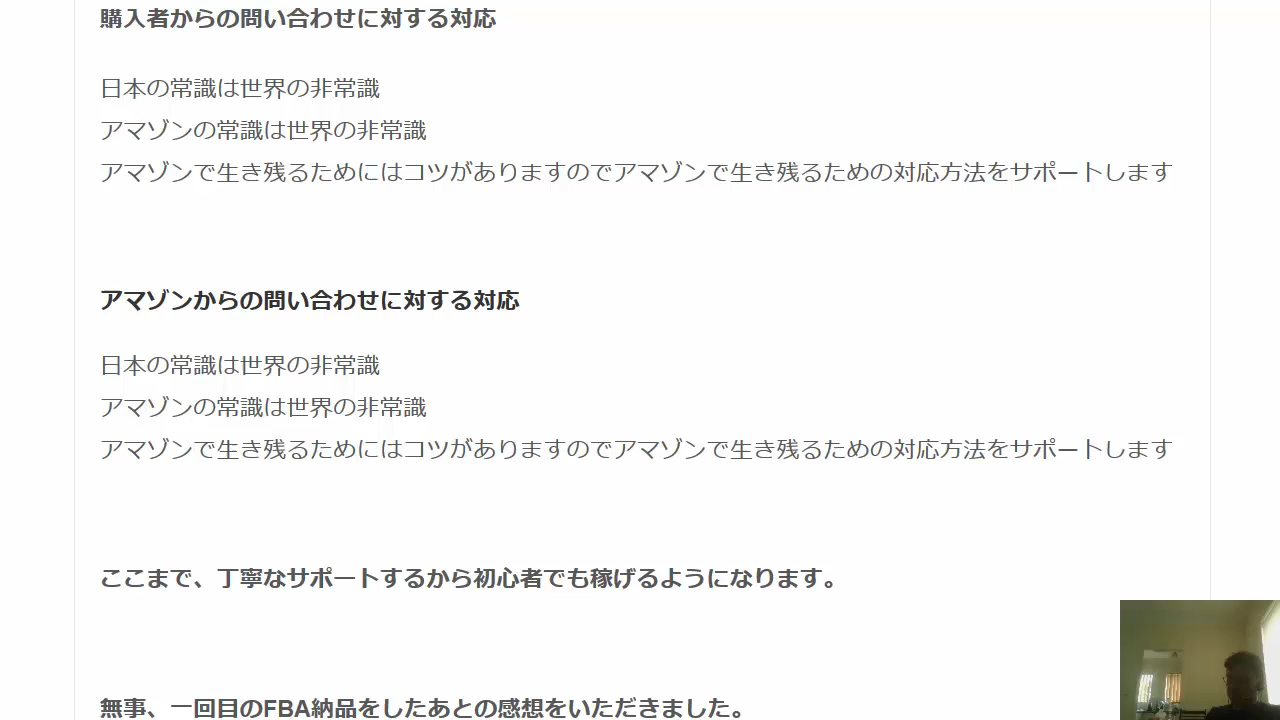 購入者からの問い合わせに対する対応
日本の常識は世界の非常識
アマゾンの常識は世界の非常識
アマゾンで生き残るためにはコツがありますのでアマゾンで生き残るための対応方法をサポートします
アマゾンからの問い合わせに対する対応
日本の常識は世界の非常識
アマゾンの常識は世界の非常識
アマゾンで生き残るためにはコツがありますのでアマゾンで生き残るための対応方法をサポートします
ここまで、丁寧なサポートするから初心者でも稼げるようになります。
無事、一回目のFBA納品をしたあとの感想をいただきました。